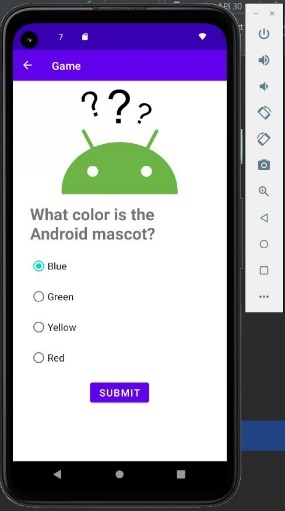 API 30
7
Game
???
What color is the
Android mascot?
Blue
Green
Yellow
Red
SUBMIT